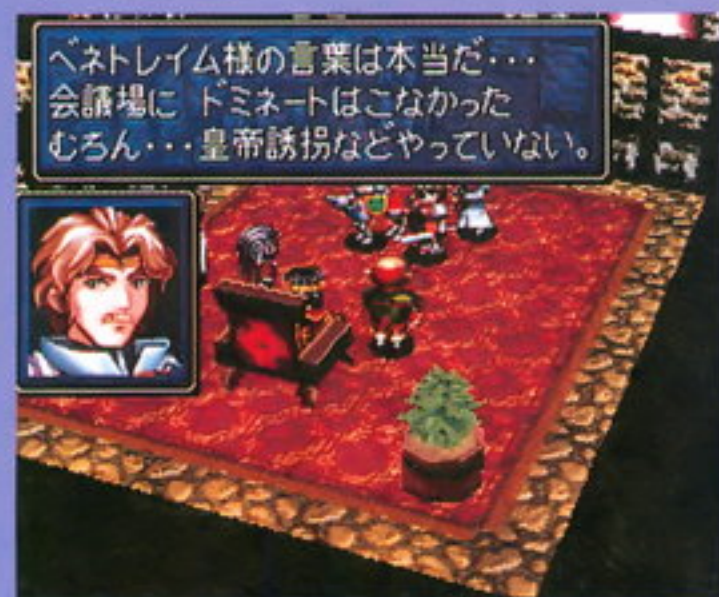 ベネトレイム様の言葉は本当だ・・・
会議場に ドミネートはこなかった
むろん・・・皇帝誘拐などやっていない。